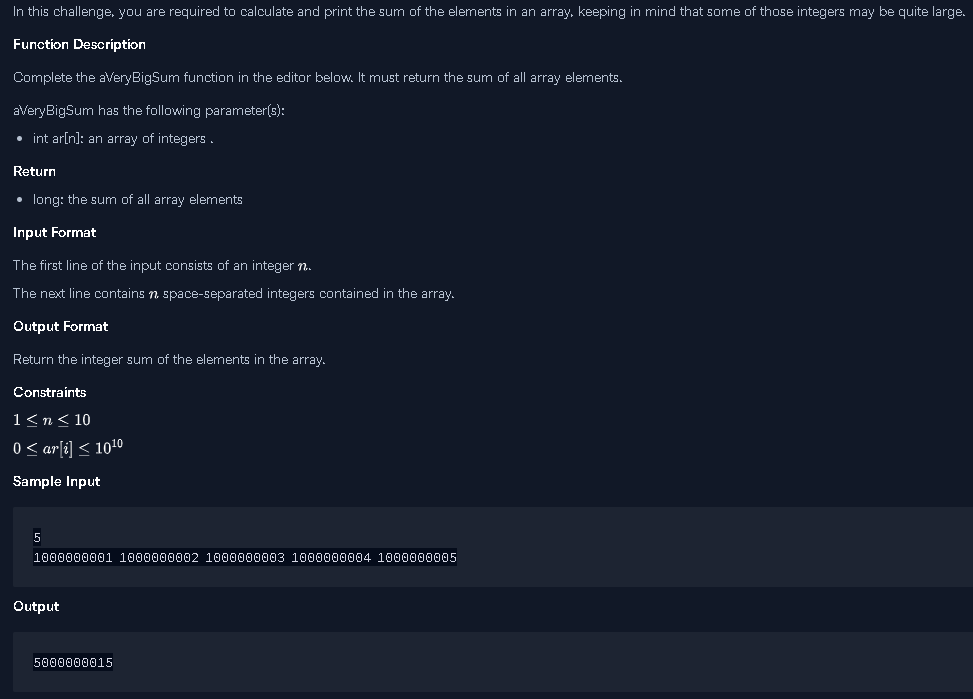 In this challenge, you are required to calculate and print the sum of the elements in an array, keeping in mind that some of those integers may be quite large.
Function Description
Complete the aVeryBigSum function in the editor below. It must return the sum of all array elements.
aVeryBigSum has the following parameter(s):
• int ar[n]: an array of integers .
Return
• long: the sum of all array elements
Input Format
The first line of the input consists of an integer n.
The next line contains n space-separated integers contained in the array.
Output Format
Return the integer sum of the elements in the array.
Constraints
1 ≤ n ≤ 10
0 ≤ ar[i] ≤ 10¹⁰
Sample Input
5
1000000001 1000000002 1000000003 1000000004 1000000005
Output
5000000015